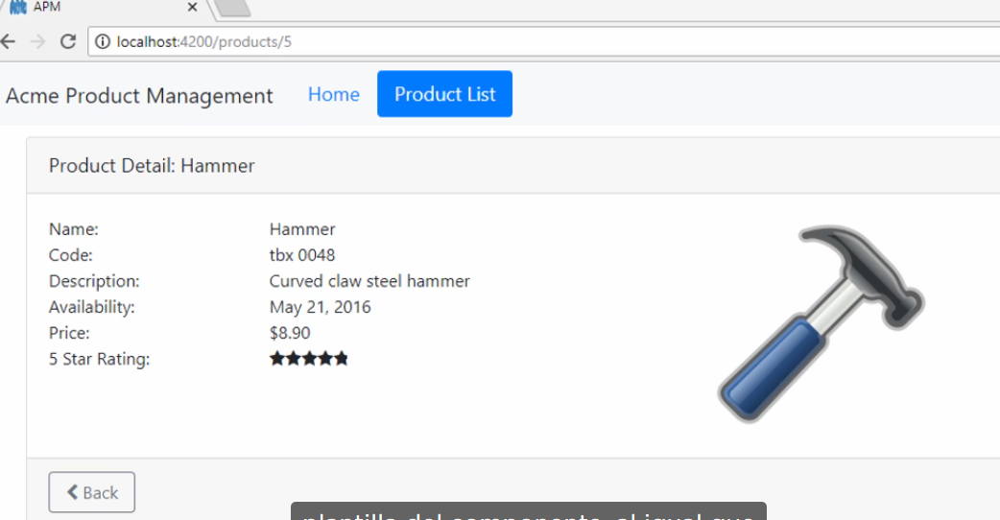 APM
localhost:4200/products/5
Acme Product Management Home Product List
Product Detail: Hammer
Name: Hammer
Code: tbx 0048
Description: Curved claw steel hammer
Availability: May 21, 2016
Price: $8.90
5 Star Rating:
Back
plantilla del componente, al igual que